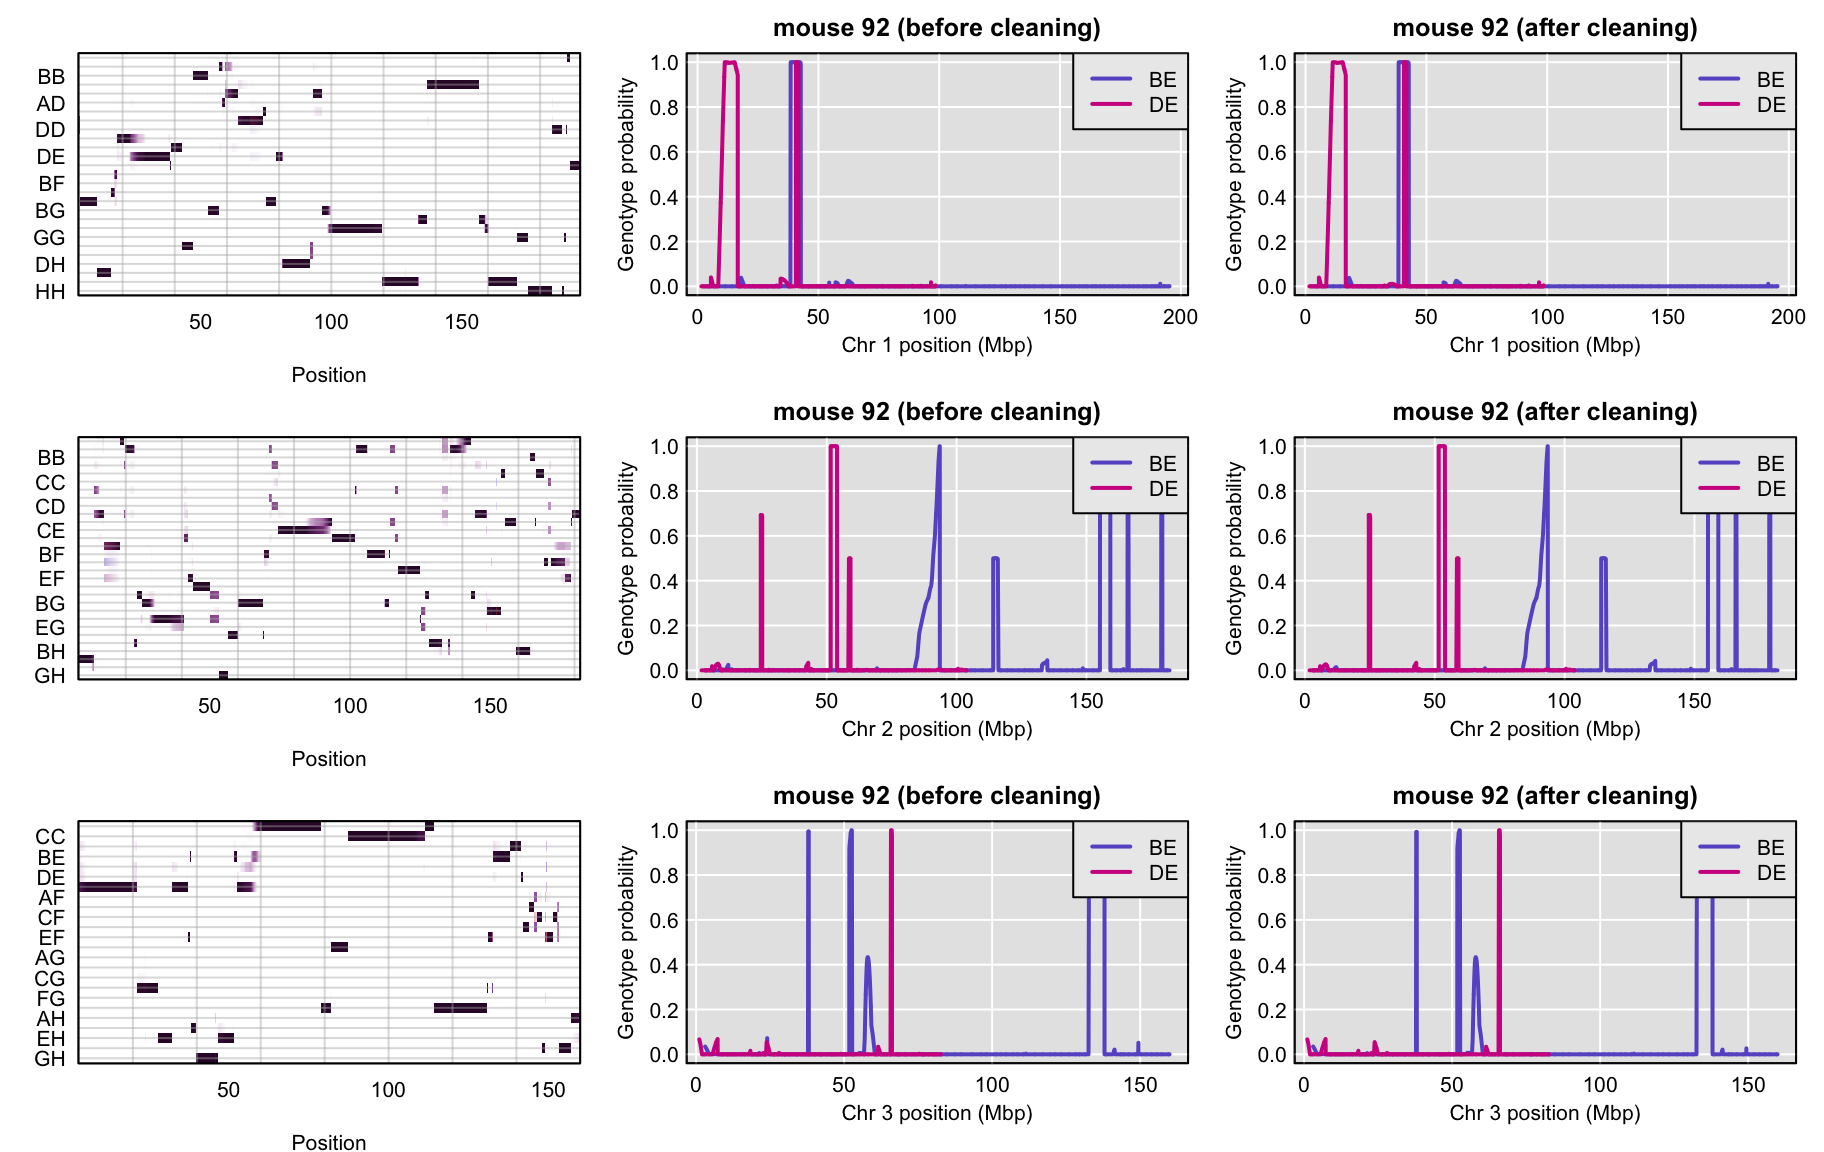 BB
AD
DD
DE
BF
BG
GG
DH
HH
50 100 150
Position
mouse 92 (before cleaning)
Genotype probability
1.0
0.8
0.6
0.4
0.2
0.0
BE
DE
0 50 100 150 200
Chr 1 position (Mbp)
mouse 92 (after cleaning)
Genotype probability
1.0
0.8
0.6
0.4
0.2
0.0
BE
DE
0 50 100 150 200
Chr 1 position (Mbp)
BB
CC
CD
CE
BF
EF
BG
EG
BH
GH
50 100 150
Position
mouse 92 (before cleaning)
Genotype probability
1.0
0.8
0.6
0.4
0.2
0.0
BE
DE
0 50 100 150
Chr 2 position (Mbp)
mouse 92 (after cleaning)
Genotype probability
1.0
0.8
0.6
0.4
0.2
0.0
BE
DE
0 50 100 150
Chr 2 position (Mbp)
CC
BE
DE
AF
CF
EF
AG
CG
FG
AH
EH
GH
50 100 150
Position
mouse 92 (before cleaning)
Genotype probability
1.0
0.8
0.6
0.4
0.2
0.0
BE
DE
0 50 100 150
Chr 3 position (Mbp)
mouse 92 (after cleaning)
Genotype probability
1.0
0.8
0.6
0.4
0.2
0.0
BE
DE
0 50 100 150
Chr 3 position (Mbp)